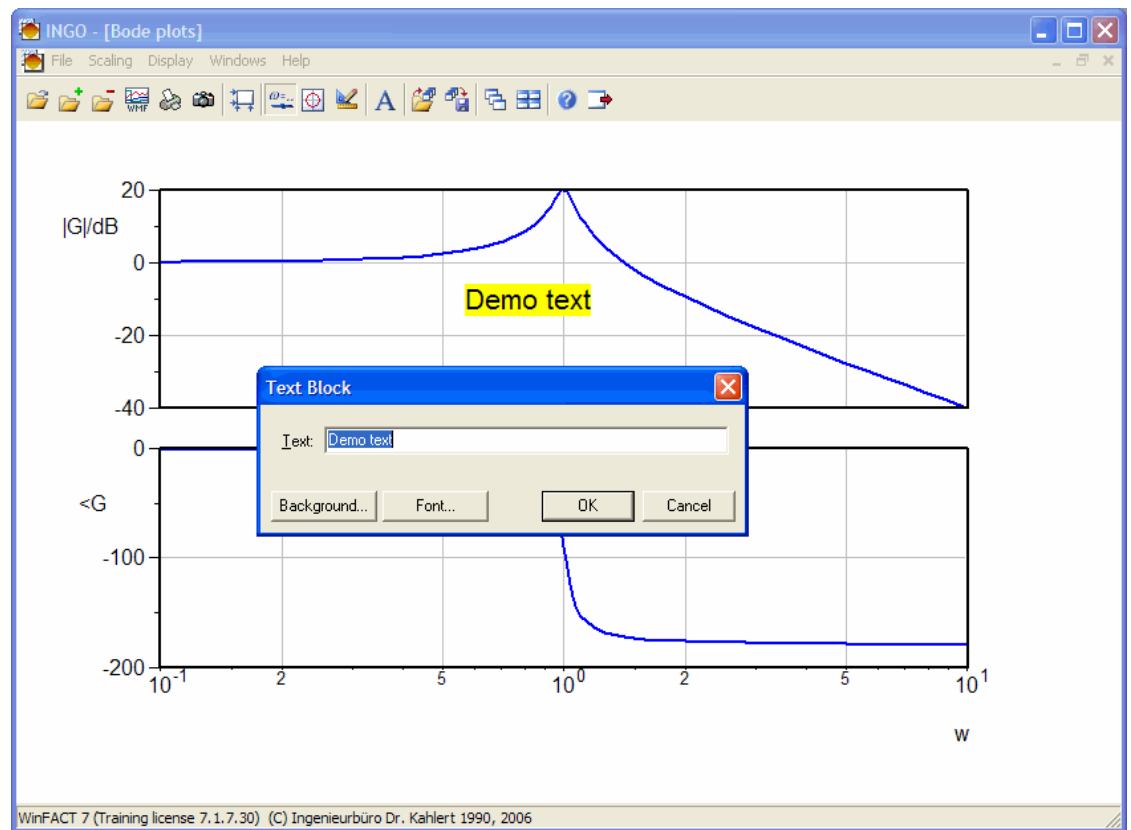 INGO - [Bode plots]
File Scaling Display Windows Help
WMF
A
20
|G|/dB
0
Demo text
-20
-40
Text Block
Text: Demo text
Background... Font... OK Cancel
0
<G
-100
-200
10-1 2 5 100 2 5 101
w
WinFACT 7 (Training license 7.1.7.30) (C) Ingenieurbüro Dr. Kahlert 1990, 2006